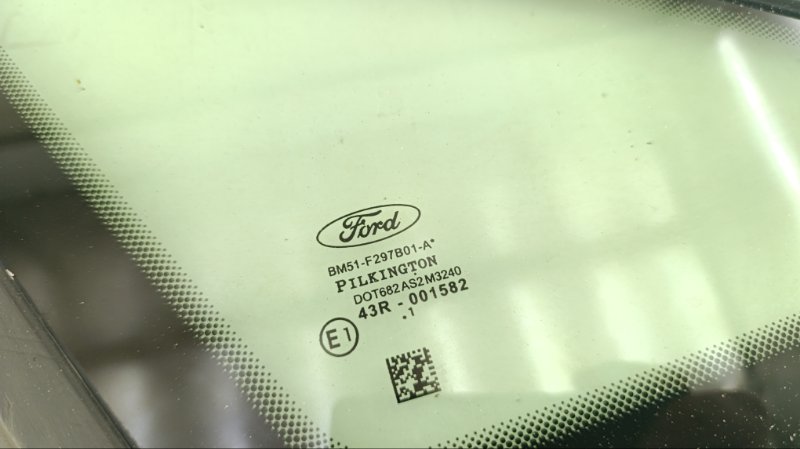 Ford
BM51-F297B01-A*
PILKINGTON
DOT682AS2M3240
43R - 001582
.1
E1